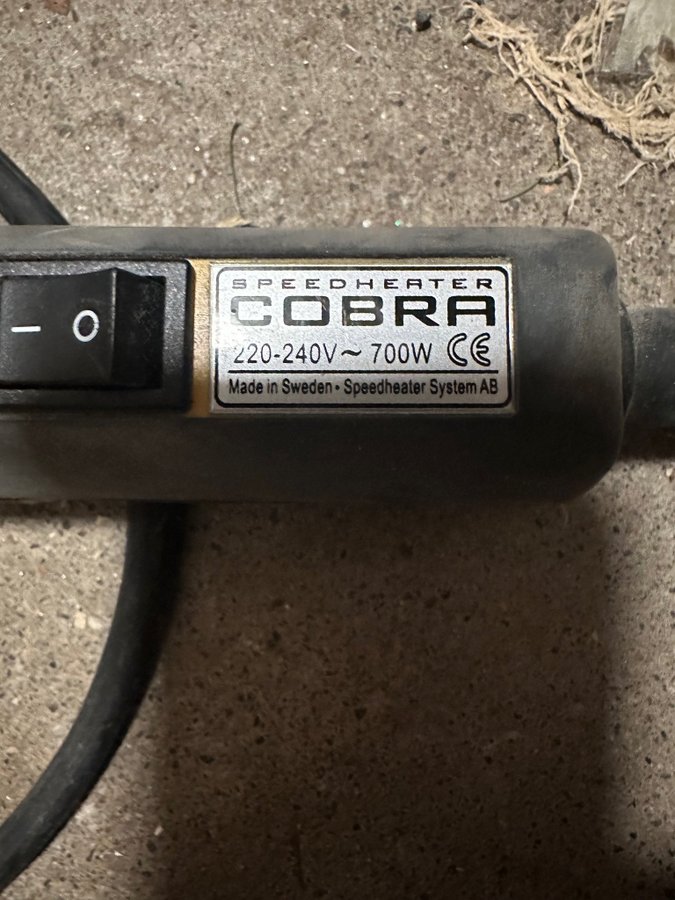 SPEEDHEATER
COBRA
220-240V ~ 700W CE
Made in Sweden • Speedheater System AB
I O